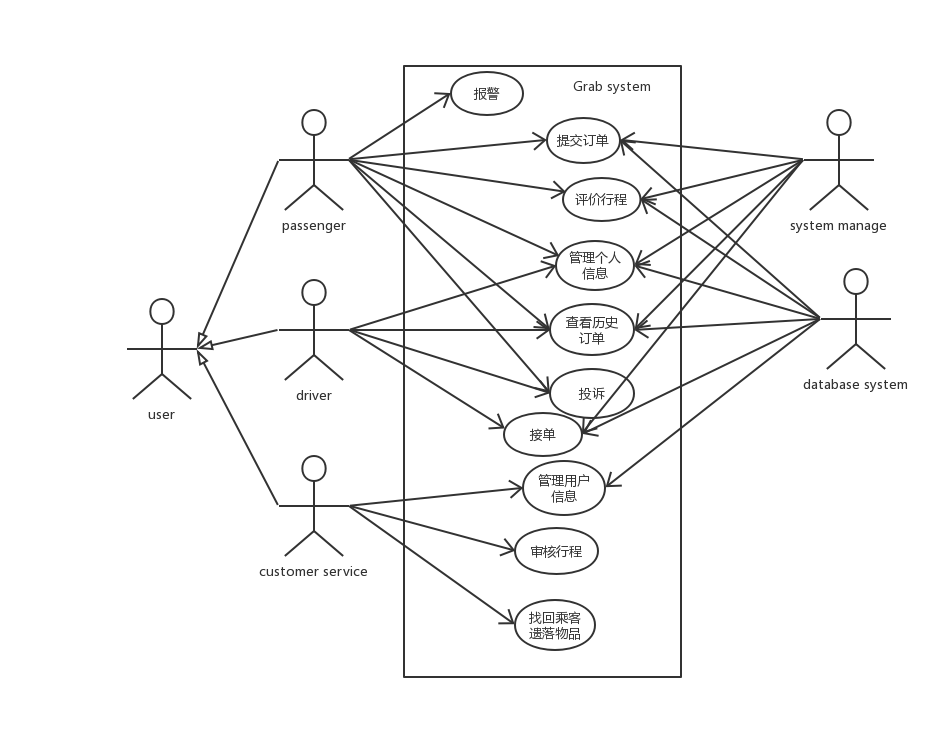 报警
Grab system
提交订单
评价行程
passenger
system manage
管理个人
信息
查看历史
订单
driver
database system
投诉
user
接单
管理用户
信息
审核行程
customer service
找回乘客
遗落物品